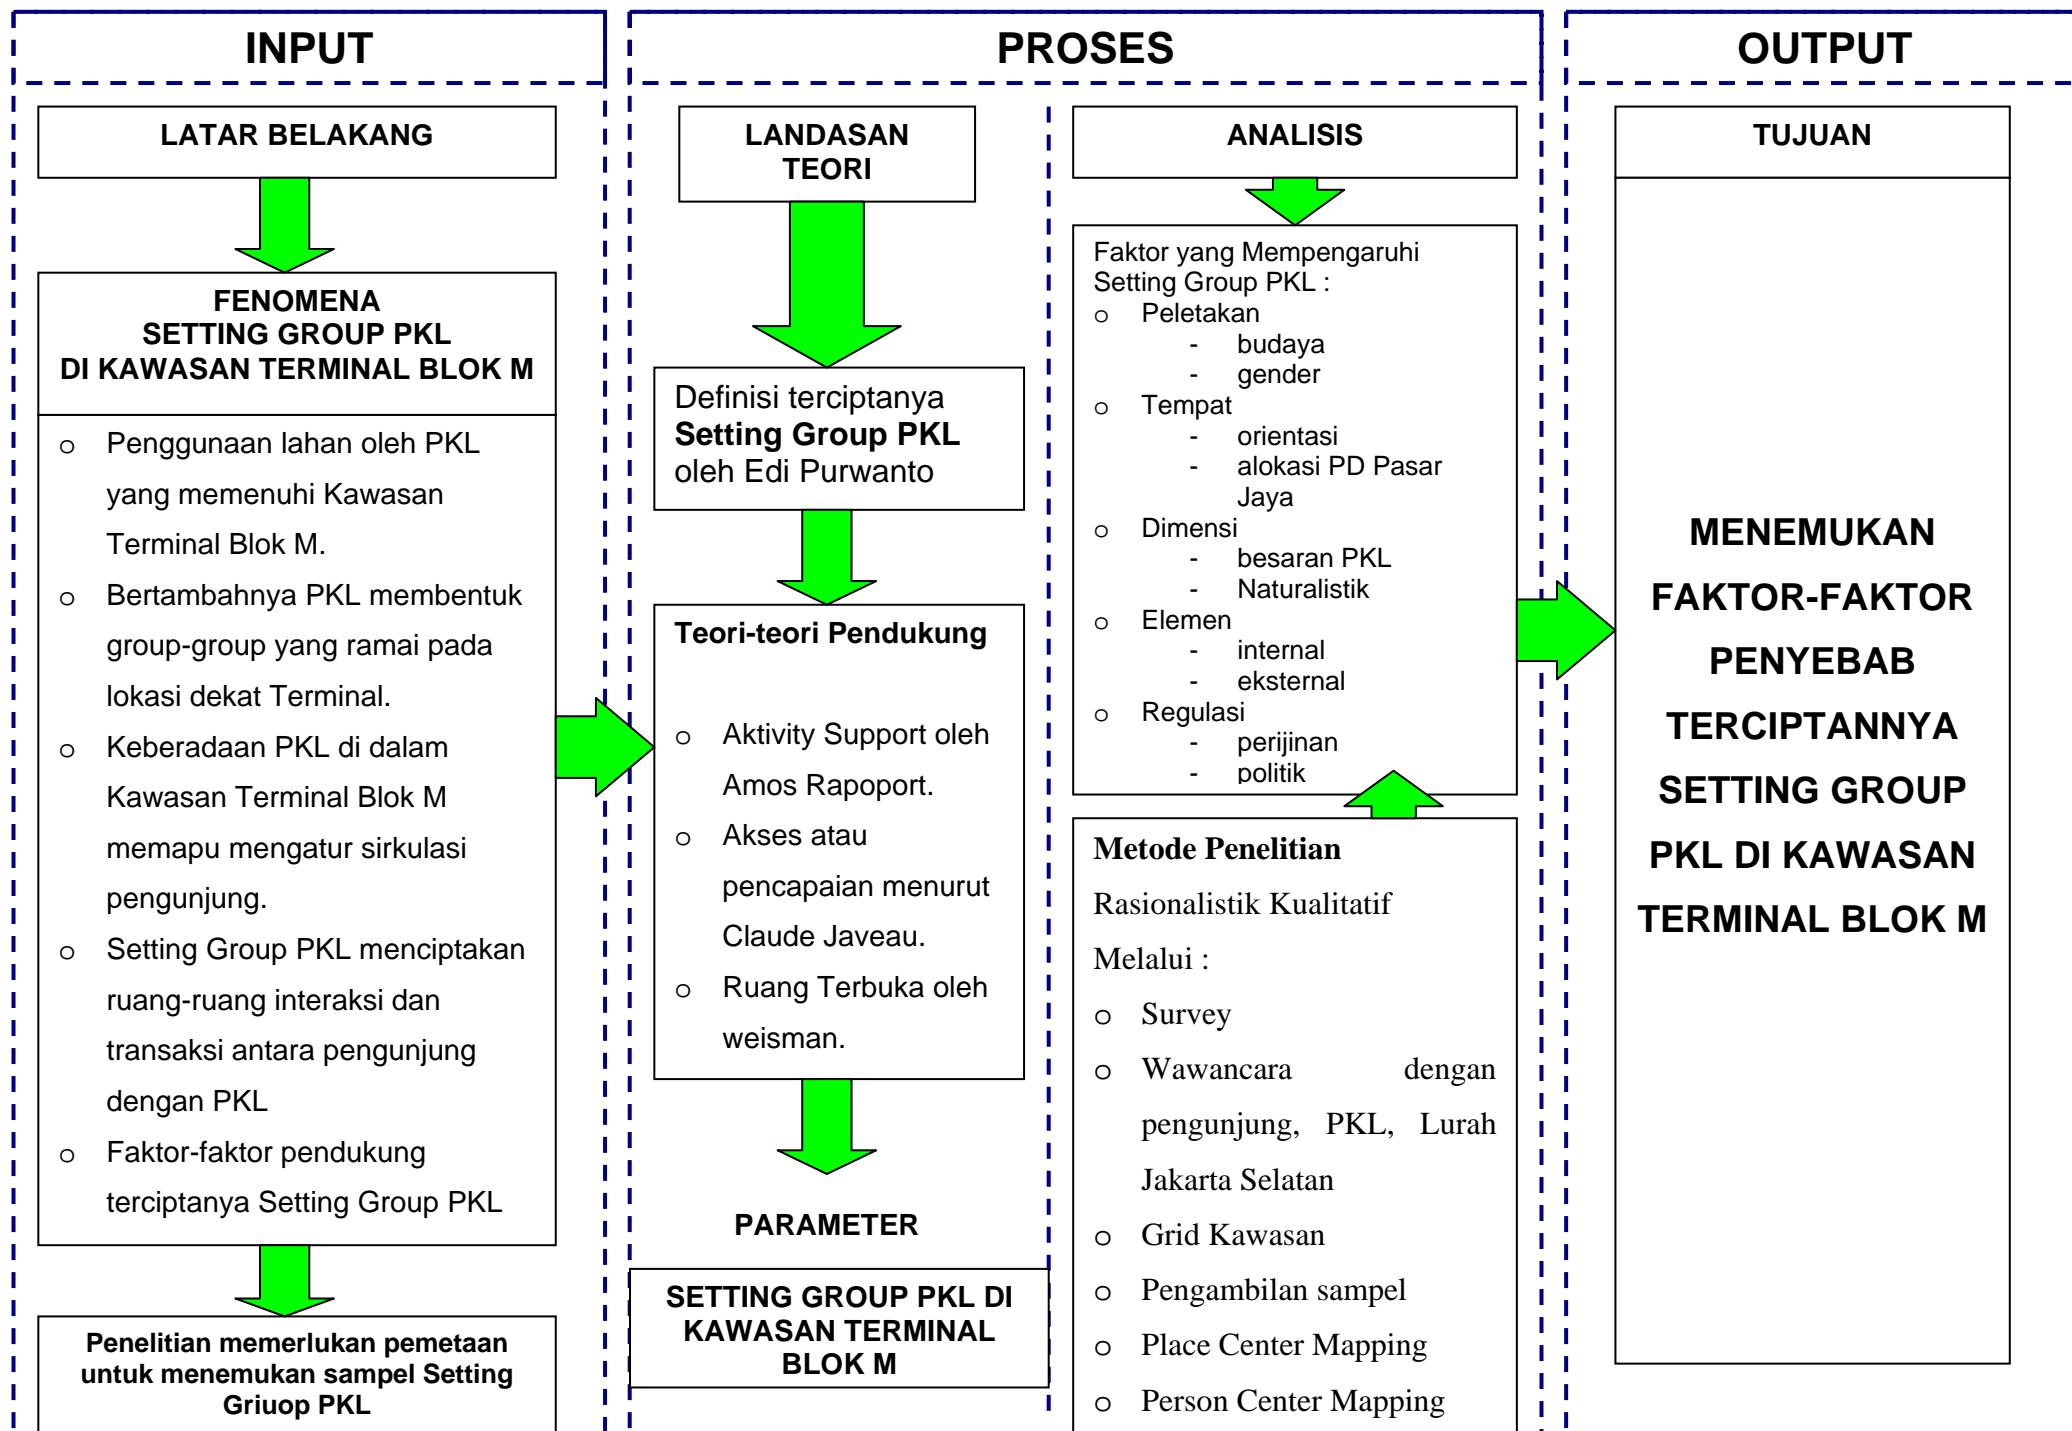 INPUT
LATAR BELAKANG
FENOMENA
SETTING GROUP PKL
DI KAWASAN TERMINAL BLOK M
o Penggunaan lahan oleh PKL
yang memenuhi Kawasan
Terminal Blok M.
o Bertambahnya PKL membentuk
group-group yang ramai pada
lokasi dekat Terminal.
o Keberadaan PKL di dalam
Kawasan Terminal Blok M
memapu mengatur sirkulasi
pengunjung.
o Setting Group PKL menciptakan
ruang-ruang interaksi dan
transaksi antara pengunjung
dengan PKL
o Faktor-faktor pendukung
terciptanya Setting Group PKL
Penelitian memerlukan pemetaan
untuk menemukan sampel Setting
Griuop PKL
PROSES
LANDASAN
TEORI
Definisi terciptanya
Setting Group PKL
oleh Edi Purwanto
Teori-teori Pendukung
o Aktivity Support oleh
Amos Rapoport.
o Akses atau
pencapaian menurut
Claude Javeau.
o Ruang Terbuka oleh
weisman.
PARAMETER
SETTING GROUP PKL DI
KAWASAN TERMINAL
BLOK M
ANALISIS
Faktor yang Mempengaruhi
Setting Group PKL :
o Peletakan
- budaya
- gender
o Tempat
- orientasi
- alokasi PD Pasar
Jaya
o Dimensi
- besaran PKL
- Naturalistik
o Elemen
- internal
- eksternal
o Regulasi
- perijinan
- politik
Metode Penelitian
Rasionalistik Kualitatif
Melalui :
o Survey
o Wawancara dengan
pengunjung, PKL, Lurah
Jakarta Selatan
o Grid Kawasan
o Pengambilan sampel
o Place Center Mapping
o Person Center Mapping
OUTPUT
TUJUAN
MENEMUKAN
FAKTOR-FAKTOR
PENYEBAB
TERCIPTANNYA
SETTING GROUP
PKL DI KAWASAN
TERMINAL BLOK M